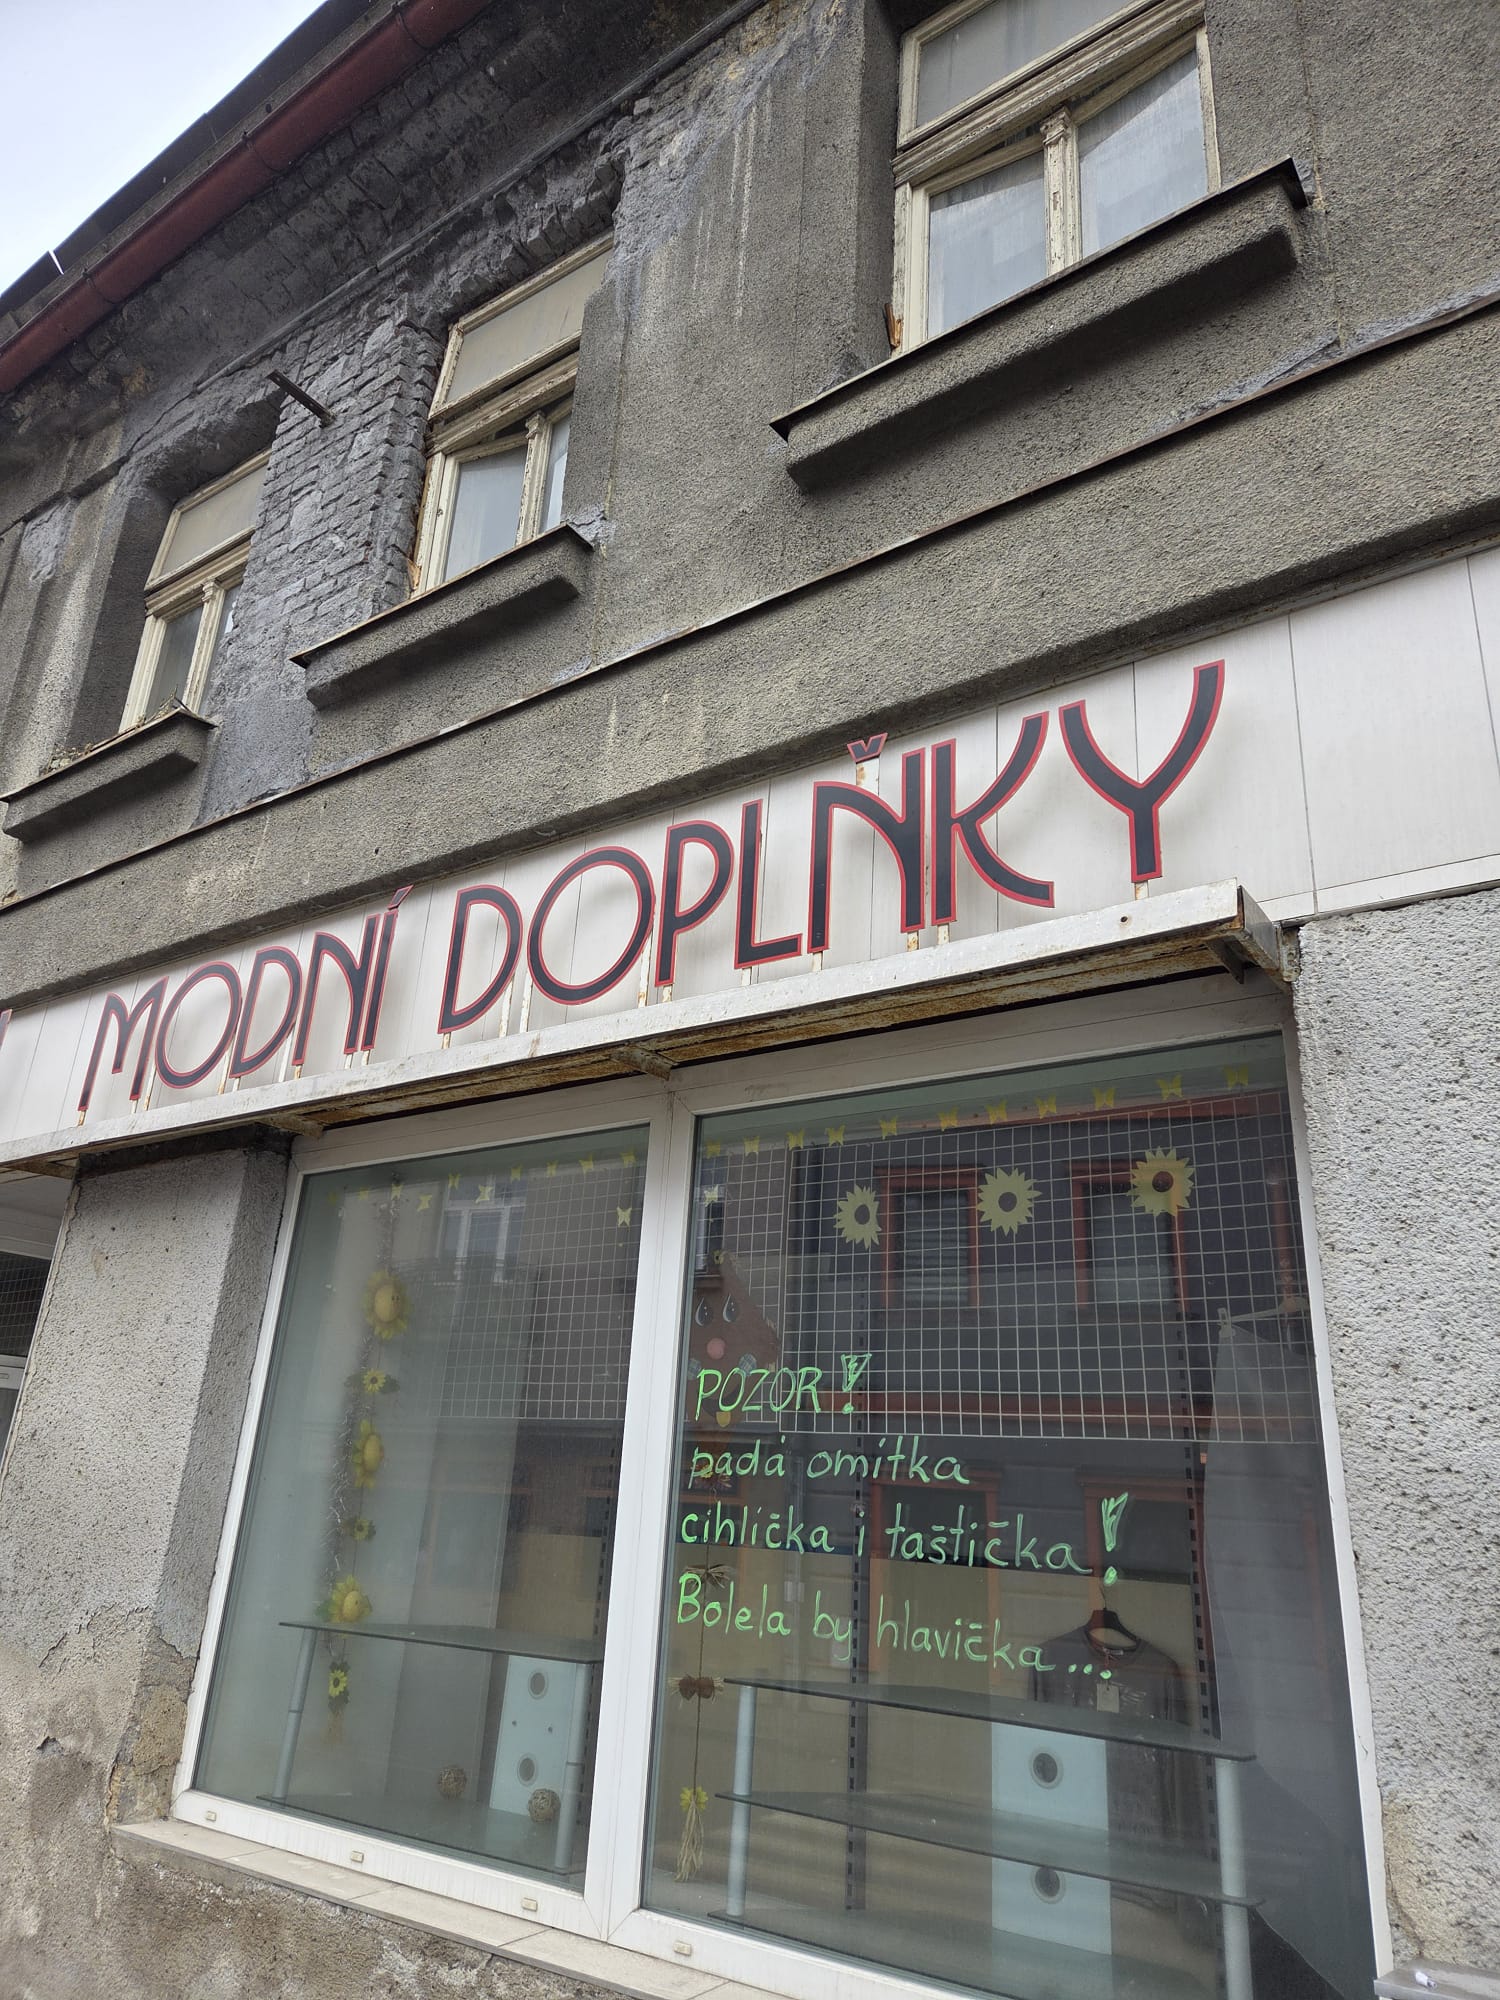 MODNÍ DOPLŇKY
POZOR!
padá omítka
cihlička i taštička!
Bolela by hlavička...